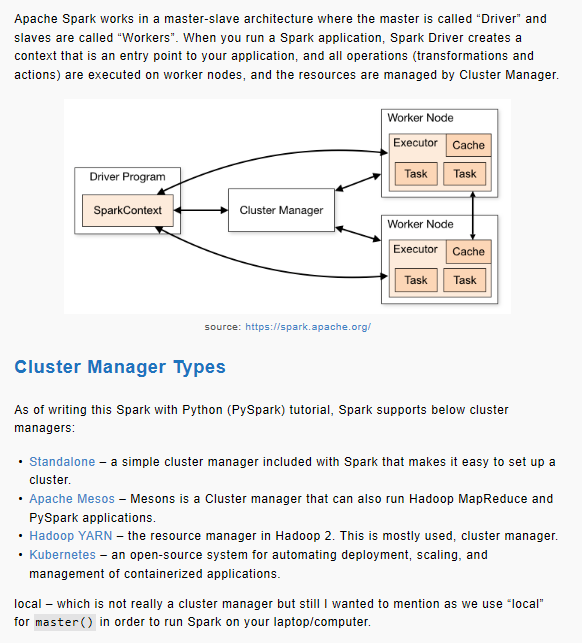 Apache Spark works in a master-slave architecture where the master is called “Driver” and
slaves are called “Workers”. When you run a Spark application, Spark Driver creates a
context that is an entry point to your application, and all operations (transformations and
actions) are executed on worker nodes, and the resources are managed by Cluster Manager.
Driver Program
SparkContext
Cluster Manager
Worker Node
Executor
Cache
Task
Task
Worker Node
Executor
Cache
Task
Task
source: https://spark.apache.org/
Cluster Manager Types
As of writing this Spark with Python (PySpark) tutorial, Spark supports below cluster
managers:
• Standalone – a simple cluster manager included with Spark that makes it easy to set up a
cluster.
• Apache Mesos – Mesons is a Cluster manager that can also run Hadoop MapReduce and
PySpark applications.
• Hadoop YARN – the resource manager in Hadoop 2. This is mostly used, cluster manager.
• Kubernetes – an open-source system for automating deployment, scaling, and
management of containerized applications.
local – which is not really a cluster manager but still I wanted to mention as we use “local”
for master() in order to run Spark on your laptop/computer.